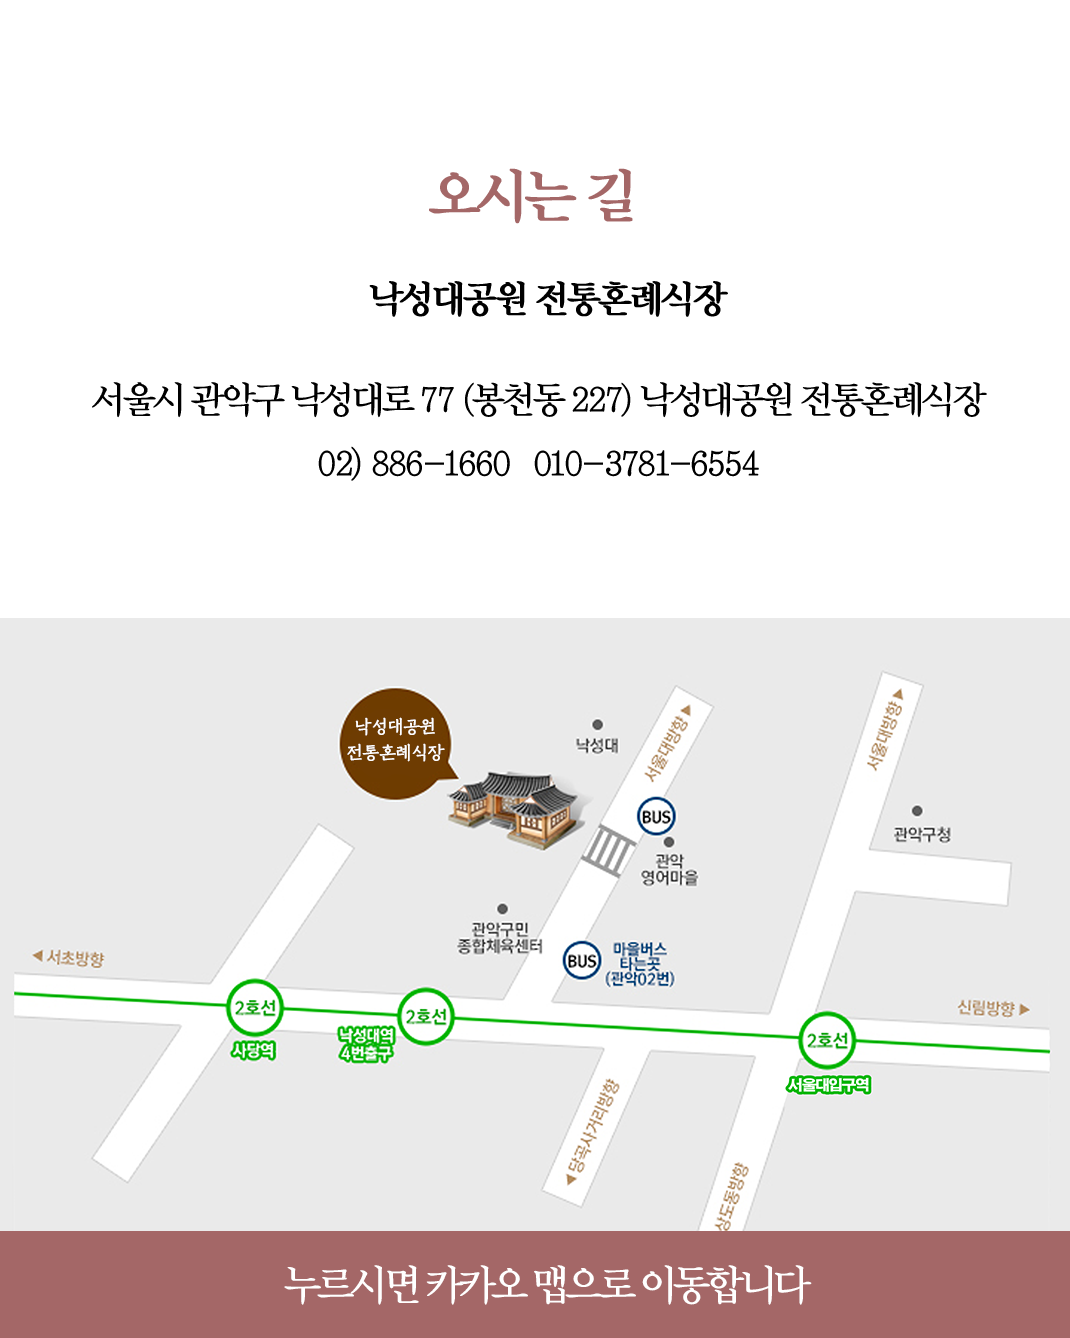 오시는 길
낙성대공원 전통혼례식장
서울시 관악구 낙성대로 77 (봉천동 227) 낙성대공원 전통혼례식장
02) 886-1660 010-3781-6554
낙성대공원
전통혼례식장
낙성대
서울대방향▲
서울대방향▲
BUS
관악
영어마을
관악구청
관악구민
종합체육센터
BUS
마을버스
타는곳
(관악02번)
◀서초방향
신림방향▶
2호선
사당역
2호선
낙성대역
4번출구
2호선
서울대입구역
◀당곡사거리방향
상도동방향
누르시면 카카오 맵으로 이동합니다